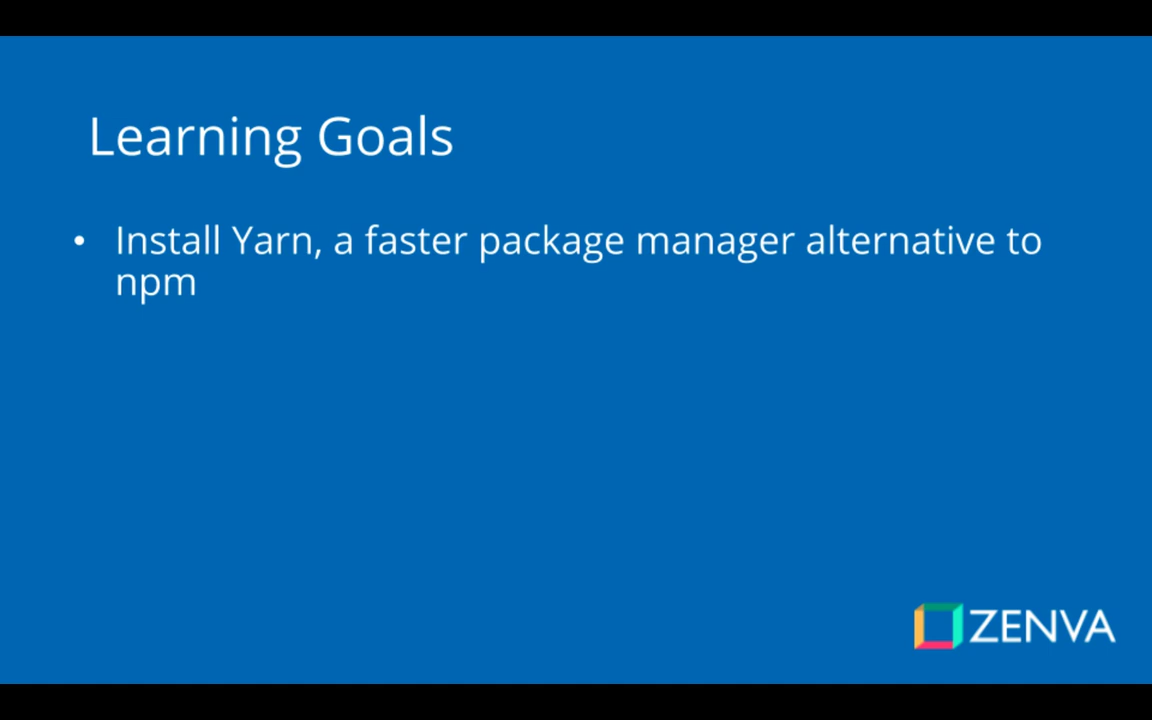 Learning Goals
• Install Yarn, a faster package manager alternative to
npm
ZENVA